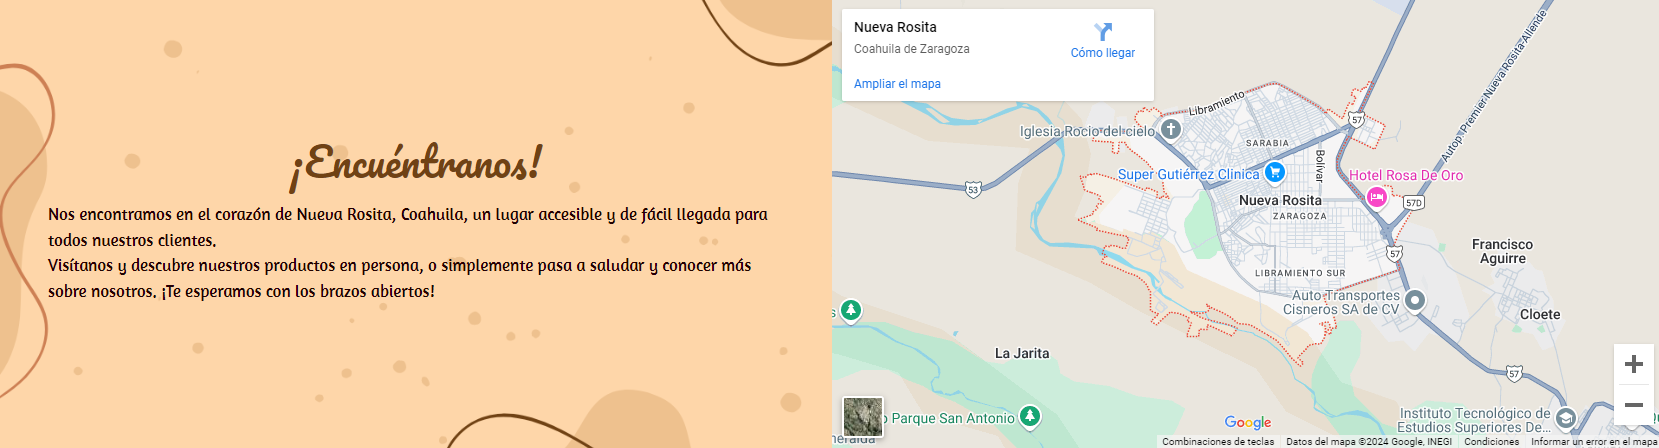 ¡Encuéntranos!
Nos encontramos en el corazón de Nueva Rosita, Coahuila, un lugar accesible y de fácil llegada para
todos nuestros clientes.
Visítanos y descubre nuestros productos en persona, o simplemente pasa a saludar y conocer más
sobre nosotros. ¡Te esperamos con los brazos abiertos!
Nueva Rosita
Coahuila de Zaragoza
Cómo llegar
Ampliar el mapa
Libramiento
57
Autop. Premier Nueva Rosita-Allende
Iglesia Rocío del cielo
SARABIA
Bolívar
Super Gutiérrez Clinica
Hotel Rosa De Oro
53
Nueva Rosita
57D
ZARAGOZA
Francisco
Aguirre
57
LIBRAMIENTO SUR
Auto Transportes
Cisneros SA de CV
Cloete
La Jarita
57
Parque San Antonio
Instituto Tecnológico de
Estudios Superiores De...
Google
Combinaciones de teclas
Datos del mapa ©2024 Google, INEGI
Condiciones
Informar un error en el mapa